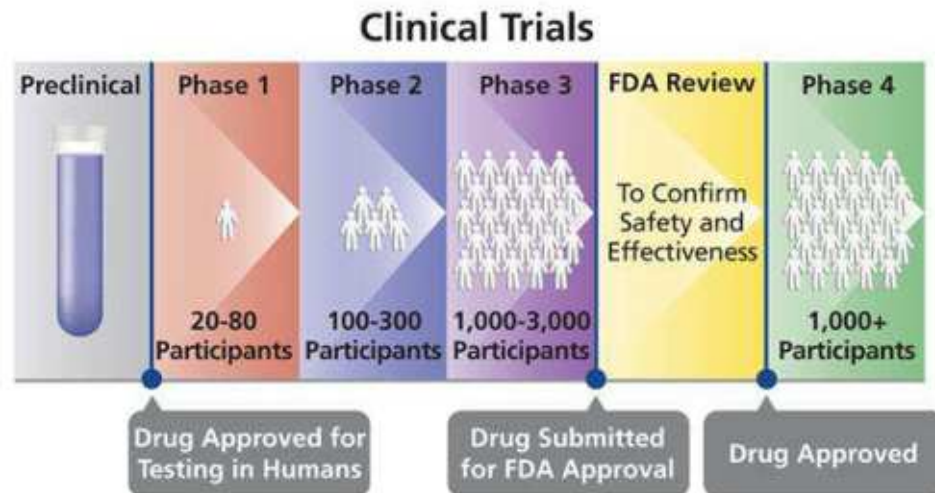 Clinical Trials
Preclinical
Phase 1
20-80
Participants
Phase 2
100-300
Participants
Phase 3
1,000-3,000
Participants
FDA Review
To Confirm
Safety and
Effectiveness
Phase 4
1,000+
Participants
Drug Approved for
Testing in Humans
Drug Submitted
for FDA Approval
Drug Approved